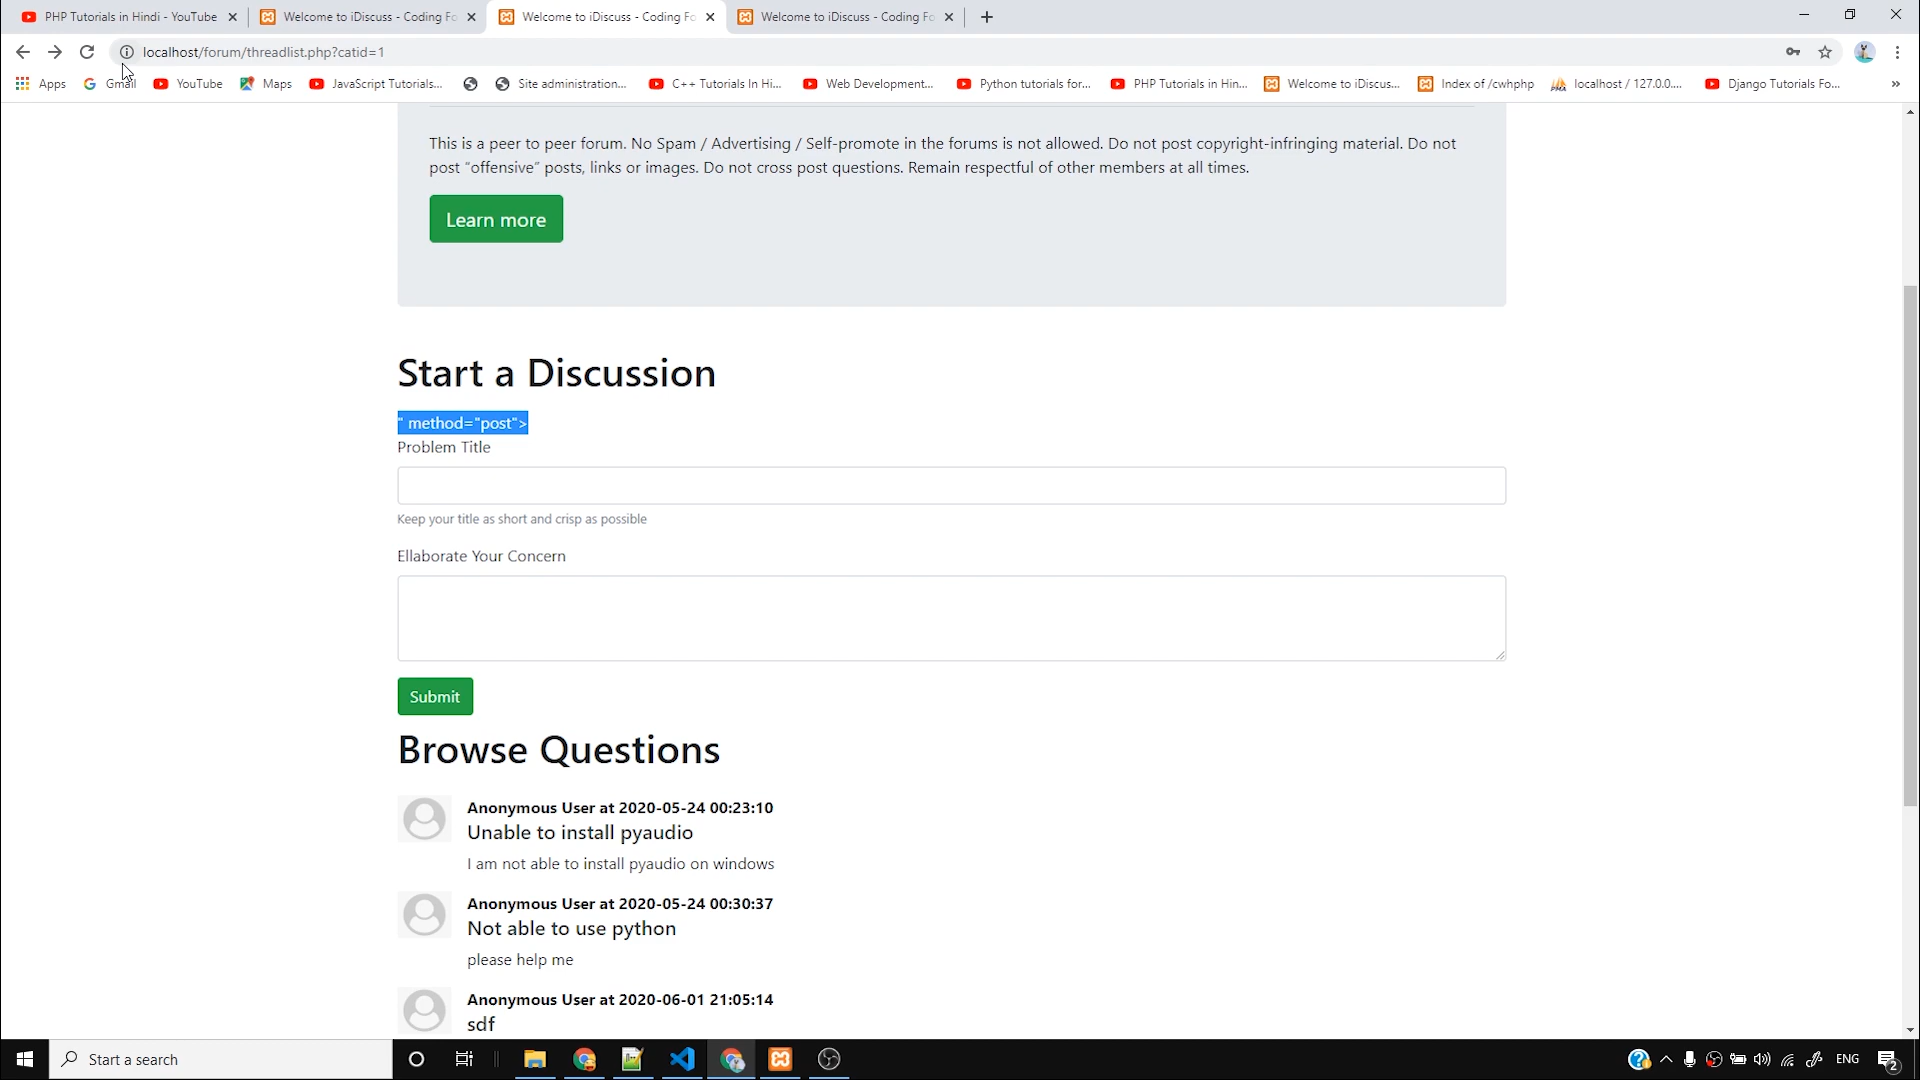 PHP Tutorials in Hindi - YouTube
Welcome to iDiscuss - Coding Fo
Welcome to iDiscuss - Coding Fo
Welcome to iDiscuss - Coding Fo
localhost/forum/threadlist.php?catid=1
Apps
Gmail
YouTube
Maps
JavaScript Tutorials...
Site administration...
C++ Tutorials In Hi...
Web Development...
Python tutorials for...
PHP Tutorials in Hin...
Welcome to iDiscus...
Index of /cwhphp
localhost / 127.0.0....
Django Tutorials Fo...
»
This is a peer to peer forum. No Spam / Advertising / Self-promote in the forums is not allowed. Do not post copyright-infringing material. Do not
post “offensive” posts, links or images. Do not cross post questions. Remain respectful of other members at all times.
Learn more
Start a Discussion
" method="post">
Problem Title
Keep your title as short and crisp as possible
Ellaborate Your Concern
Submit
Browse Questions
Anonymous User at 2020-05-24 00:23:10
Unable to install pyaudio
I am not able to install pyaudio on windows
Anonymous User at 2020-05-24 00:30:37
Not able to use python
please help me
Anonymous User at 2020-06-01 21:05:14
sdf
Start a search
ENG
2